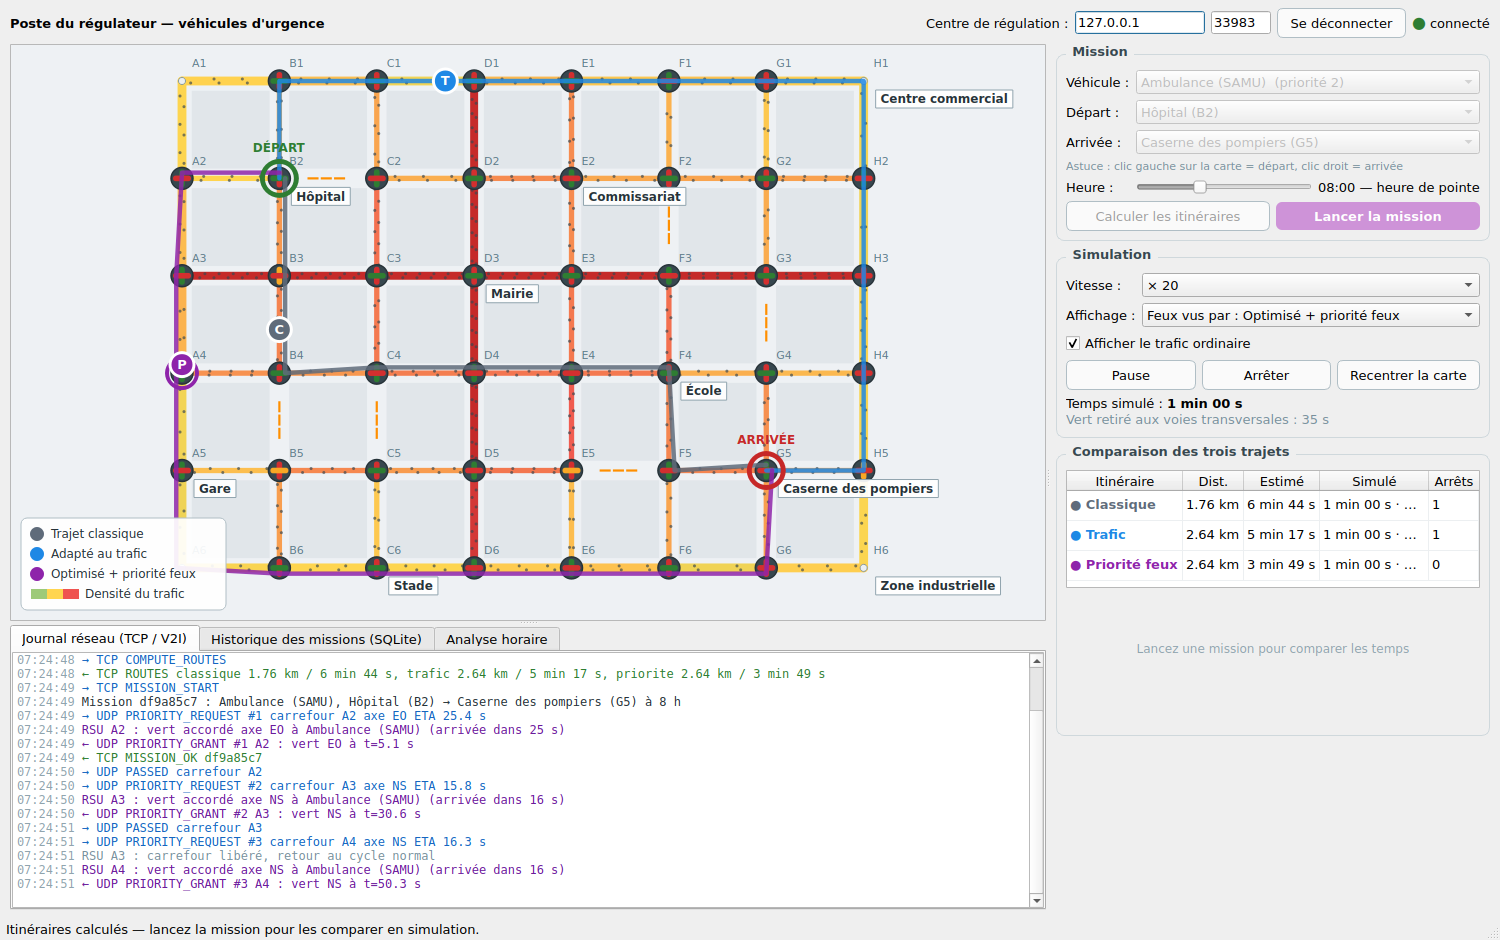 Poste du régulateur — véhicules d'urgence
Centre de régulation : 127.0.0.1 33983 Se déconnecter connecté
A1 B1 C1 D1 E1 F1 G1 H1
T
Centre commercial
DÉPART
A2 B2 C2 D2 E2 F2 G2 H2
Hôpital Commissariat
A3 B3 C3 D3 E3 F3 G3 H3
Mairie
C
A4 B4 C4 D4 E4 F4 G4 H4
P
École
ARRIVÉE
A5 B5 C5 D5 E5 F5 G5 H5
Gare Caserne des pompiers
A6 B6 C6 D6 E6 F6 G6 H6
Stade Zone industrielle
Trajet classique
Adapté au trafic
Optimisé + priorité feux
Densité du trafic
Mission
Véhicule : Ambulance (SAMU) (priorité 2)
Départ : Hôpital (B2)
Arrivée : Caserne des pompiers (G5)
Astuce : clic gauche sur la carte = départ, clic droit = arrivée
Heure : 08:00 — heure de pointe
Calculer les itinéraires Lancer la mission
Simulation
Vitesse : × 20
Affichage : Feux vus par : Optimisé + priorité feux
Afficher le trafic ordinaire
Pause Arrêter Recentrer la carte
Temps simulé : 1 min 00 s
Vert retiré aux voies transversales : 35 s
Comparaison des trois trajets
Itinéraire Dist. Estimé Simulé Arrêts
Classique 1.76 km 6 min 44 s 1 min 00 s · ... 1
Trafic 2.64 km 5 min 17 s 1 min 00 s · ... 1
Priorité feux 2.64 km 3 min 49 s 1 min 00 s · ... 0
Lancez une mission pour comparer les temps
Journal réseau (TCP / V2I) Historique des missions (SQLite) Analyse horaire
07:24:48 → TCP COMPUTE_ROUTES
07:24:48 ← TCP ROUTES classique 1.76 km / 6 min 44 s, trafic 2.64 km / 5 min 17 s, priorite 2.64 km / 3 min 49 s
07:24:49 → TCP MISSION_START
07:24:49 Mission df9a85c7 : Ambulance (SAMU), Hôpital (B2) → Caserne des pompiers (G5) à 8 h
07:24:49 → UDP PRIORITY_REQUEST #1 carrefour A2 axe EO ETA 25.4 s
07:24:49 RSU A2 : vert accordé axe EO à Ambulance (SAMU) (arrivée dans 25 s)
07:24:49 ← UDP PRIORITY_GRANT #1 A2 : vert EO à t=5.1 s
07:24:49 ← TCP MISSION_OK df9a85c7
07:24:50 → UDP PASSED carrefour A2
07:24:50 → UDP PRIORITY_REQUEST #2 carrefour A3 axe NS ETA 15.8 s
07:24:50 RSU A3 : vert accordé axe NS à Ambulance (SAMU) (arrivée dans 16 s)
07:24:50 ← UDP PRIORITY_GRANT #2 A3 : vert NS à t=30.6 s
07:24:51 → UDP PASSED carrefour A3
07:24:51 → UDP PRIORITY_REQUEST #3 carrefour A4 axe NS ETA 16.3 s
07:24:51 RSU A3 : carrefour libéré, retour au cycle normal
07:24:51 RSU A4 : vert accordé axe NS à Ambulance (SAMU) (arrivée dans 16 s)
07:24:51 ← UDP PRIORITY_GRANT #3 A4 : vert NS à t=50.3 s
Itinéraires calculés — lancez la mission pour les comparer en simulation.